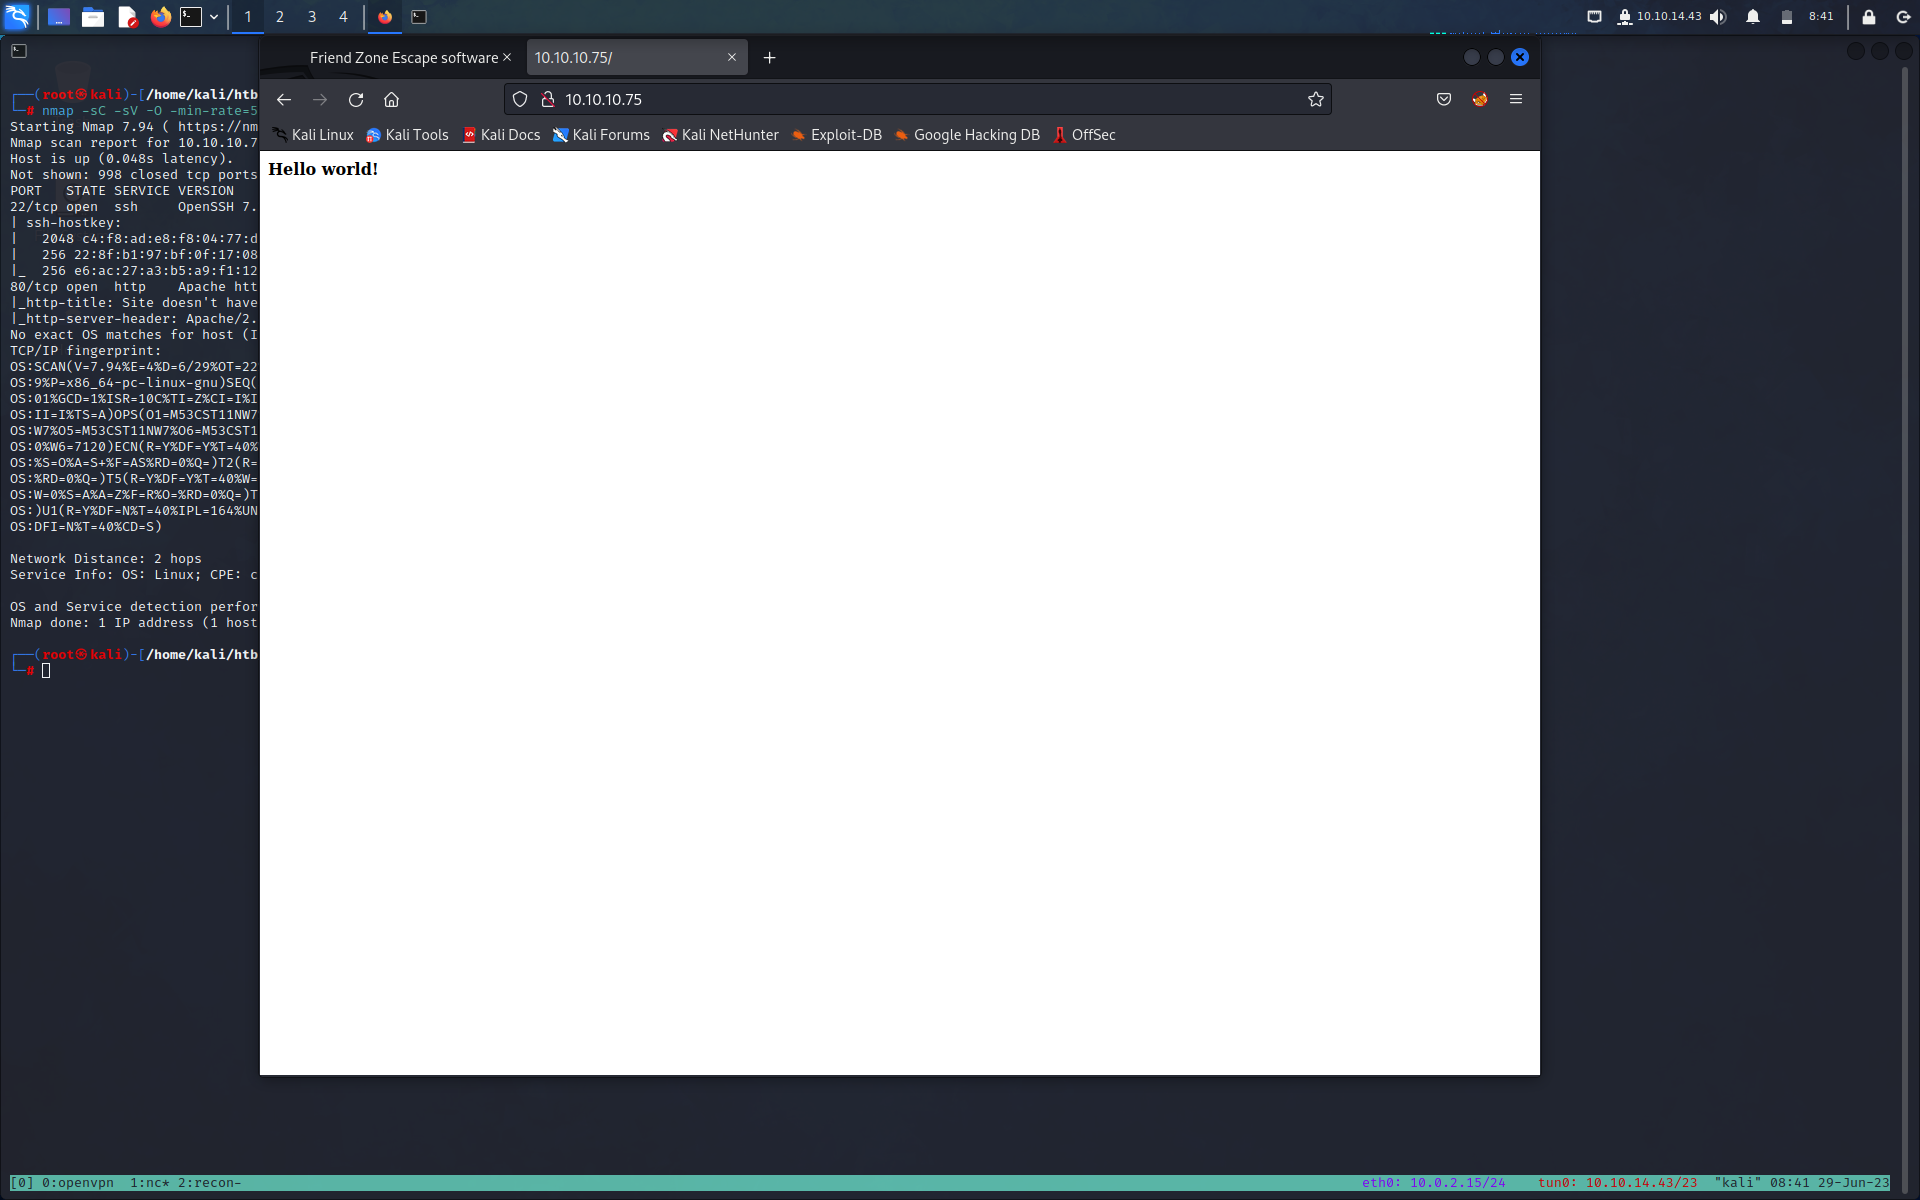 1 2 3 4 10.10.14.43 8:41
Friend Zone Escape software
10.10.10.75/
10.10.10.75
Kali Linux Kali Tools Kali Docs Kali Forums Kali NetHunter Exploit-DB Google Hacking DB OffSec
Hello world!
┌──(root㉿kali)-[/home/kali/htb
└─# nmap -sC -sV -O -min-rate=5
Starting Nmap 7.94 ( https://nm
Nmap scan report for 10.10.10.7
Host is up (0.048s latency).
Not shown: 998 closed tcp ports
PORT   STATE SERVICE VERSION
22/tcp open  ssh     OpenSSH 7.
| ssh-hostkey:
|   2048 c4:f8:ad:e8:f8:04:77:d
|   256 22:8f:b1:97:bf:0f:17:08
|_  256 e6:ac:27:a3:b5:a9:f1:12
80/tcp open  http    Apache htt
|_http-title: Site doesn't have
|_http-server-header: Apache/2.
No exact OS matches for host (I
TCP/IP fingerprint:
OS:SCAN(V=7.94%E=4%D=6/29%OT=22
OS:9%P=x86_64-pc-linux-gnu)SEQ(
OS:01%GCD=1%ISR=10C%TI=Z%CI=I%I
OS:II=I%TS=A)OPS(O1=M53CST11NW7
OS:W7%O5=M53CST11NW7%O6=M53CST1
OS:0%W6=7120)ECN(R=Y%DF=Y%T=40%
OS:%S=O%A=S+%F=AS%RD=0%Q=)T2(R=
OS:%RD=0%Q=)T5(R=Y%DF=Y%T=40%W=
OS:W=0%S=A%A=Z%F=R%O=%RD=0%Q=)T
OS:)U1(R=Y%DF=N%T=40%IPL=164%UN
OS:DFI=N%T=40%CD=S)
Network Distance: 2 hops
Service Info: OS: Linux; CPE: c
OS and Service detection perfor
Nmap done: 1 IP address (1 host
┌──(root㉿kali)-[/home/kali/htb
└─#
[0] 0:openvpn  1:nc* 2:recon- eth0: 10.0.2.15/24 tun0: 10.10.14.43/23 "kali" 08:41 29-Jun-23